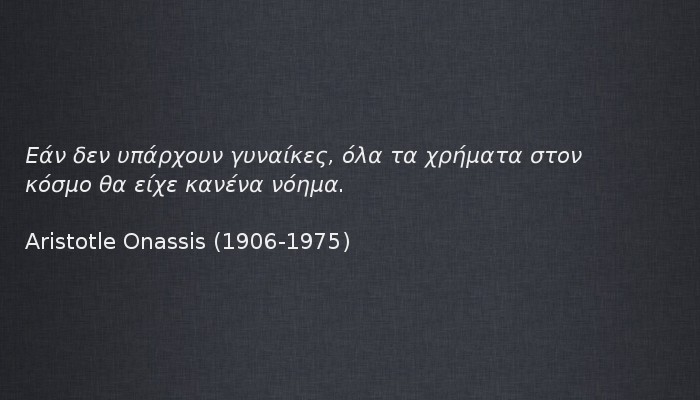 Εάν δεν υπάρχουν γυναίκες, όλα τα χρήματα στον
κόσμο θα είχε κανένα νόημα.
Aristotle Onassis (1906-1975)